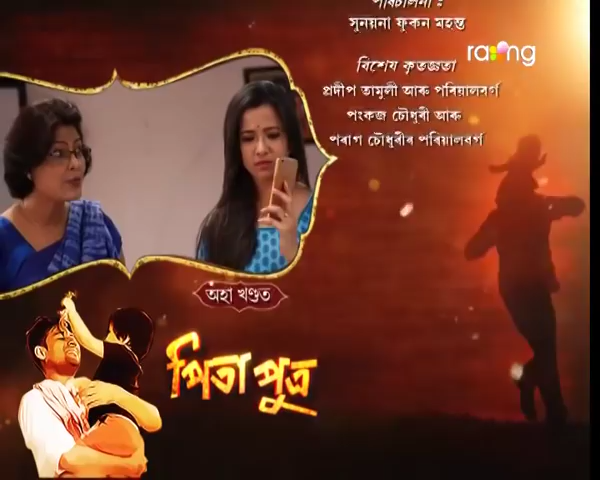 পৰিচালনা :
সুনয়না ফুকন মহন্ত
rang
বিশেষ কৃতজ্ঞতা
প্ৰদীপ তামুলী আৰু পৰিয়ালবৰ্গ
পংকজ চৌধুৰী আৰু
পৰাগ চৌধুৰীৰ পৰিয়ালবৰ্গ
অহা খণ্ডত
পিতা পুত্ৰ